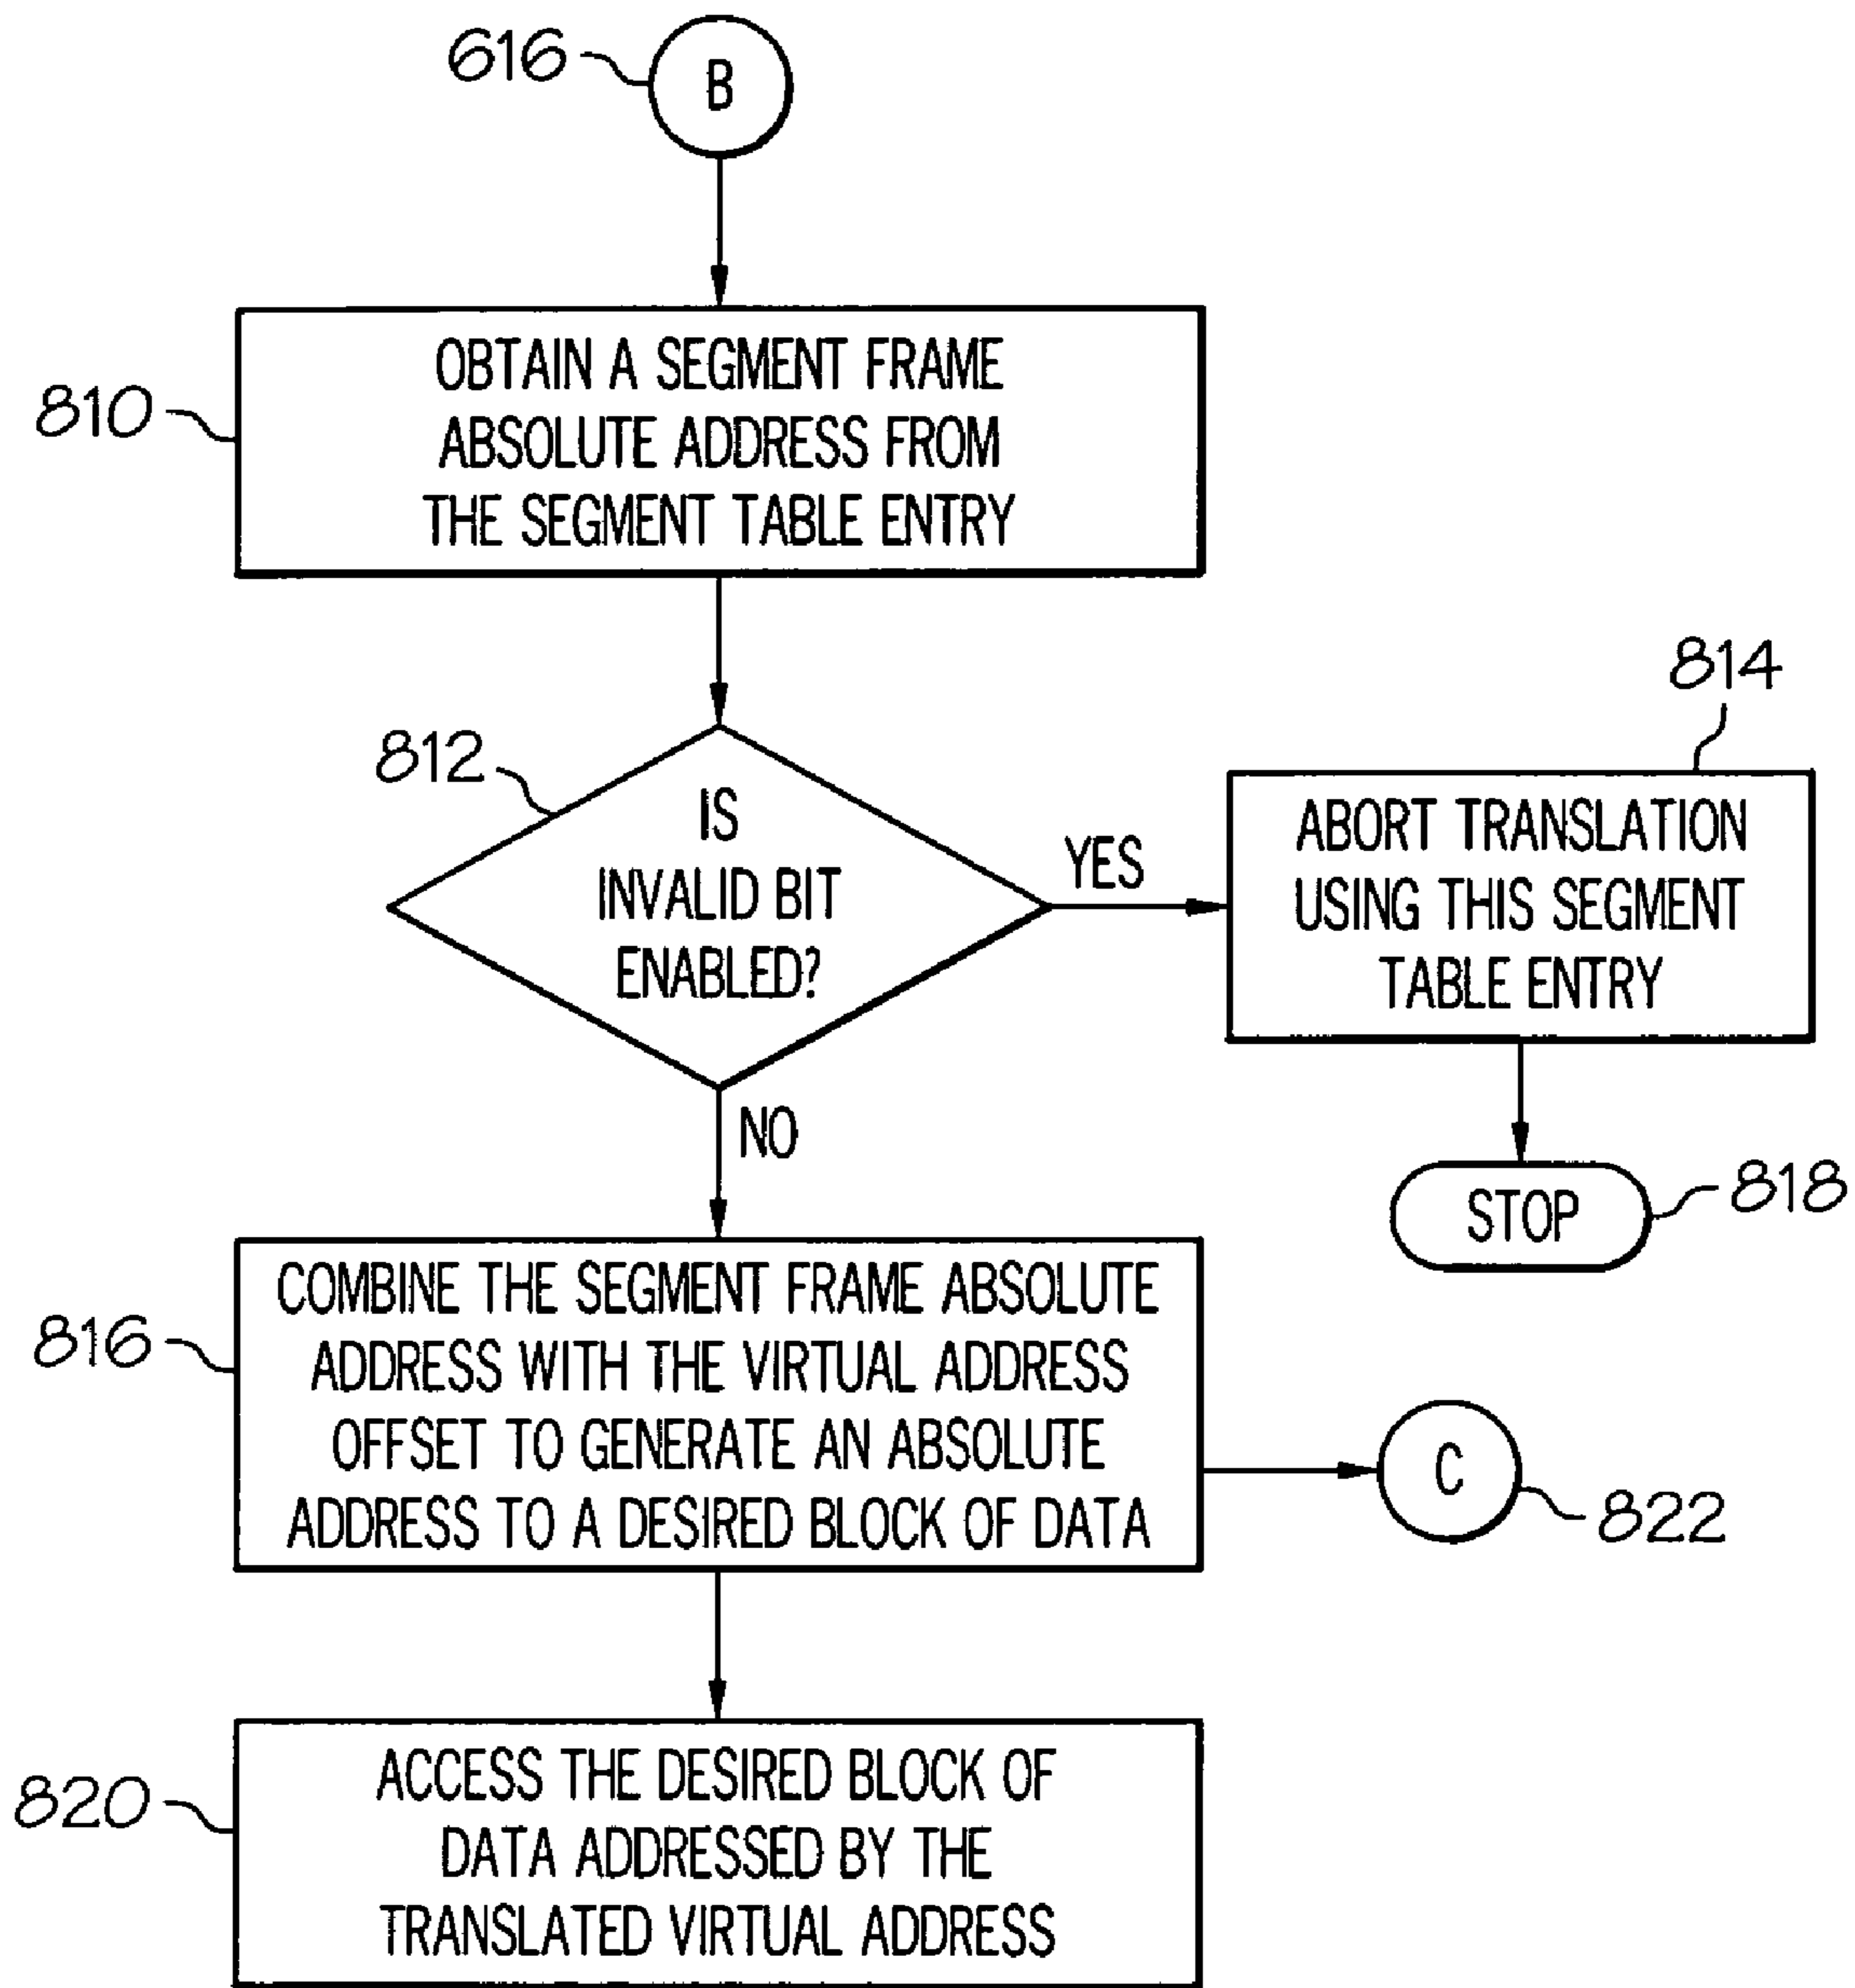 616
B
OBTAIN A SEGMENT FRAME
ABSOLUTE ADDRESS FROM
THE SEGMENT TABLE ENTRY
810
812
IS
INVALID BIT
ENABLED?
YES
814
ABORT TRANSLATION
USING THIS SEGMENT
TABLE ENTRY
STOP
818
NO
COMBINE THE SEGMENT FRAME ABSOLUTE
ADDRESS WITH THE VIRTUAL ADDRESS
OFFSET TO GENERATE AN ABSOLUTE
ADDRESS TO A DESIRED BLOCK OF DATA
816
C
822
ACCESS THE DESIRED BLOCK OF
DATA ADDRESSED BY THE
TRANSLATED VIRTUAL ADDRESS
820